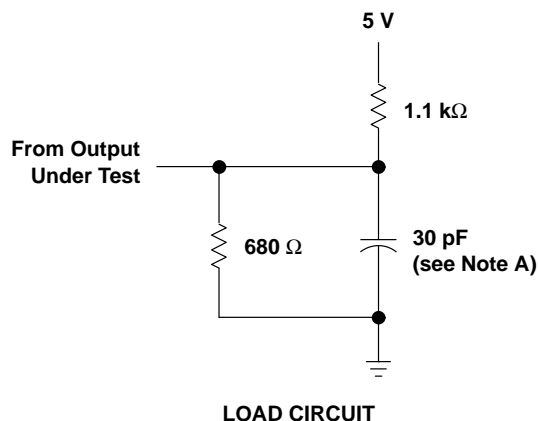 5 V
1.1 kΩ
From Output
Under Test
680 Ω
30 pF
(see Note A)
LOAD CIRCUIT